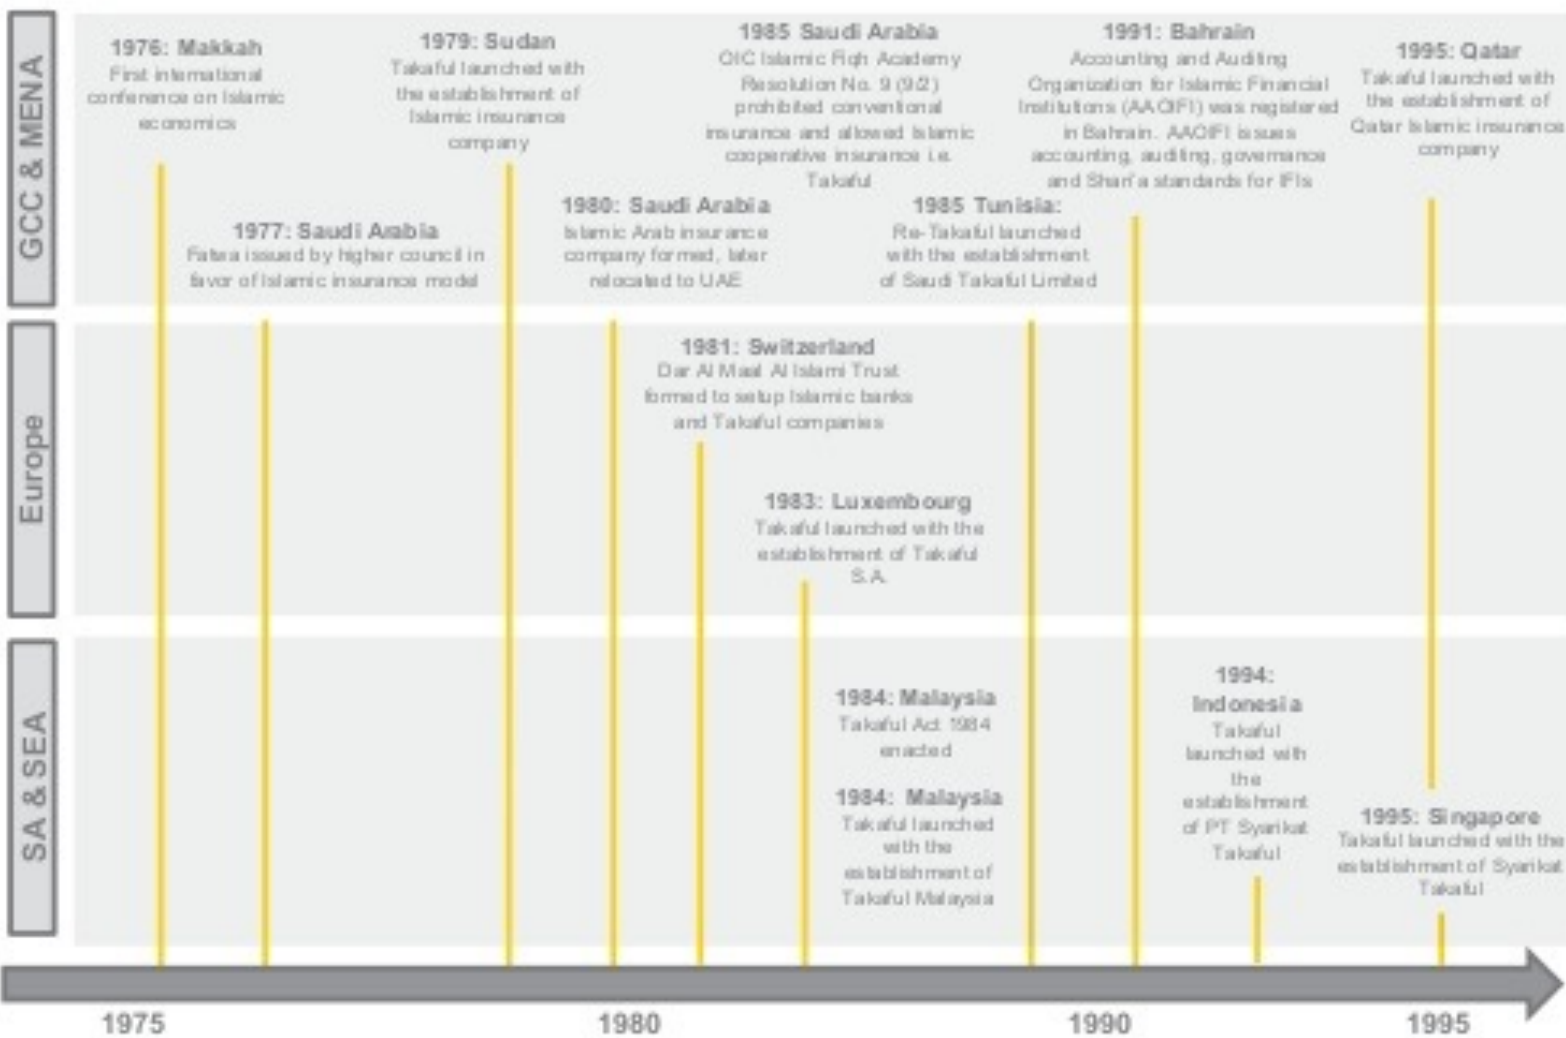 GCC & MENA
1976: Makkah
First international
conference on Islamic
economics
1977: Saudi Arabia
Fatwa issued by higher council in
favor of Islamic insurance model
1979: Sudan
Takaful launched with
the establishment of
Islamic insurance
company
1980: Saudi Arabia
Islamic Arab insurance
company formed, later
relocated to UAE
1985 Saudi Arabia
OIC Islamic Fiqh Academy
Resolution No. 9 (9/2)
prohibited conventional
insurance and allowed Islamic
cooperative insurance i.e.
Takaful
1985 Tunisia:
Re-Takaful launched
with the establishment
of Saudi Takaful Limited
1991: Bahrain
Accounting and Auditing
Organization for Islamic Financial
Institutions (AAOIFI) was registered
in Bahrain. AAOIFI issues
accounting, auditing, governance
and Shari'a standards for IFIs
1995: Qatar
Takaful launched with
the establishment of
Qatar Islamic insurance
company
Europe
1981: Switzerland
Dar Al Maal Al Islami Trust
formed to setup Islamic banks
and Takaful companies
1983: Luxembourg
Takaful launched with the
establishment of Takaful
S.A.
SA & SEA
1984: Malaysia
Takaful Act 1984
enacted
1984: Malaysia
Takaful launched
with the
establishment of
Takaful Malaysia
1994:
Indonesia
Takaful
launched with
the
establishment
of PT Syarikat
Takaful
1995: Singapore
Takaful launched with the
establishment of Syarikat
Takaful
1975
1980
1990
1995